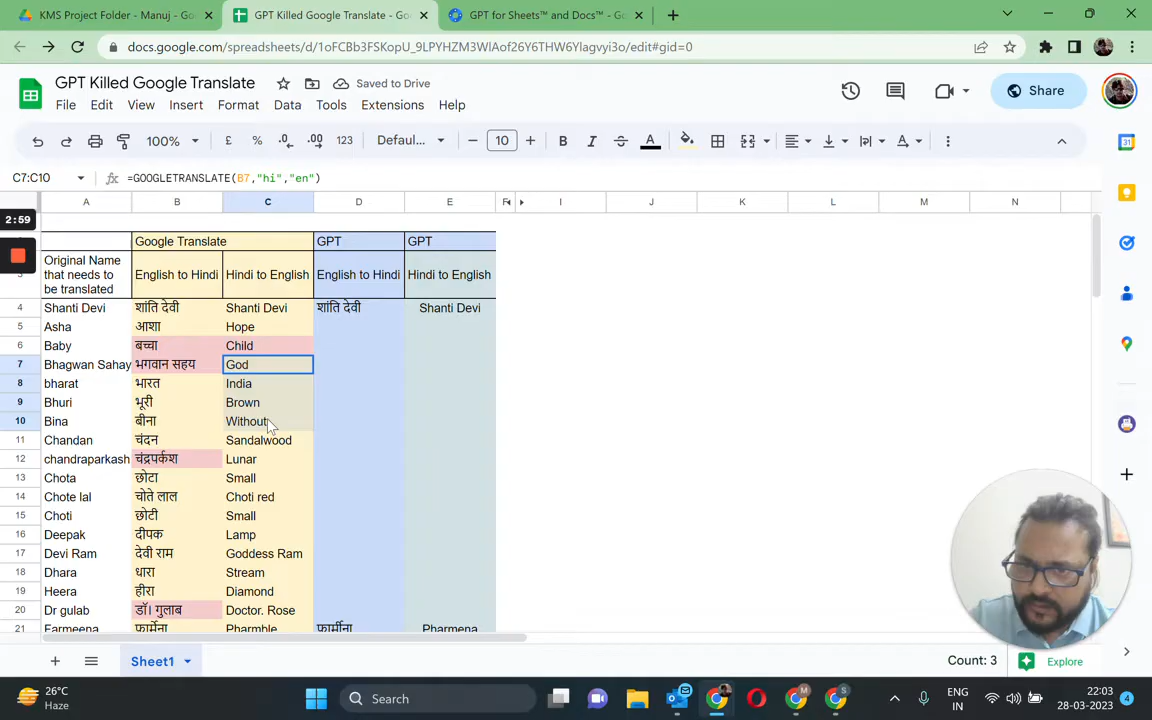 KMS Project Folder - Manuj - Go
GPT Killed Google Translate - Go
GPT for Sheets™ and Docs™ - Go
docs.google.com/spreadsheets/d/1oFCBb3FSKopU_9LPYHZM3WlAof26Y6THW6Ylagvyi3o/edit#gid=0
GPT Killed Google Translate
Saved to Drive
File Edit View Insert Format Data Tools Extensions Help
Share
100% £ % .0 .00 123 Defaul... 10 B I S A
C7:C10 fx =GOOGLETRANSLATE(B7,"hi","en")
A B C D E F I J K L M N
2:59
Google Translate GPT GPT
3 Original Name that needs to be translated English to Hindi Hindi to English English to Hindi Hindi to English
4 Shanti Devi शांति देवी Shanti Devi शांति देवी Shanti Devi
5 Asha आशा Hope
6 Baby बच्चा Child
7 Bhagwan Sahay भगवान सहय God
8 bharat भारत India
9 Bhuri भूरी Brown
10 Bina बीना Without
11 Chandan चंदन Sandalwood
12 chandraparkash चंद्रपर्कश Lunar
13 Chota छोटा Small
14 Chote lal चोते लाल Choti red
15 Choti छोटी Small
16 Deepak दीपक Lamp
17 Devi Ram देवी राम Goddess Ram
18 Dhara धारा Stream
19 Heera हीरा Diamond
20 Dr gulab डॉ। गुलाब Doctor. Rose
21 Farmeena फार्मेना Pharmble फार्मीना Pharmena
Sheet1
Count: 3
Explore
26°C
Haze
Search
ENG
IN
22:03
28-03-2023
4